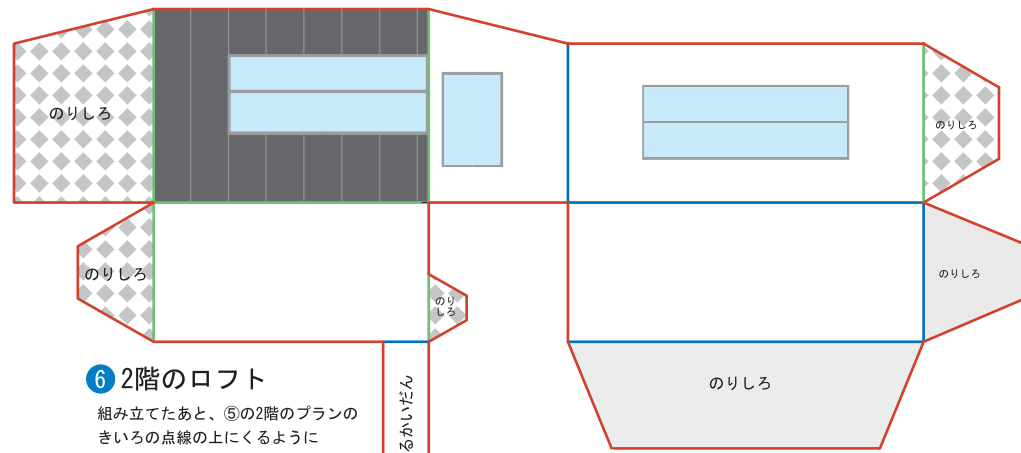 のりしろ
のりしろ
のりしろ
のりしろ
のり
しろ
のりしろ
るかいだん
⑥ 2階のロフト
組み立てたあと、⑤の2階のプランの
きいろの点線の上にくるように